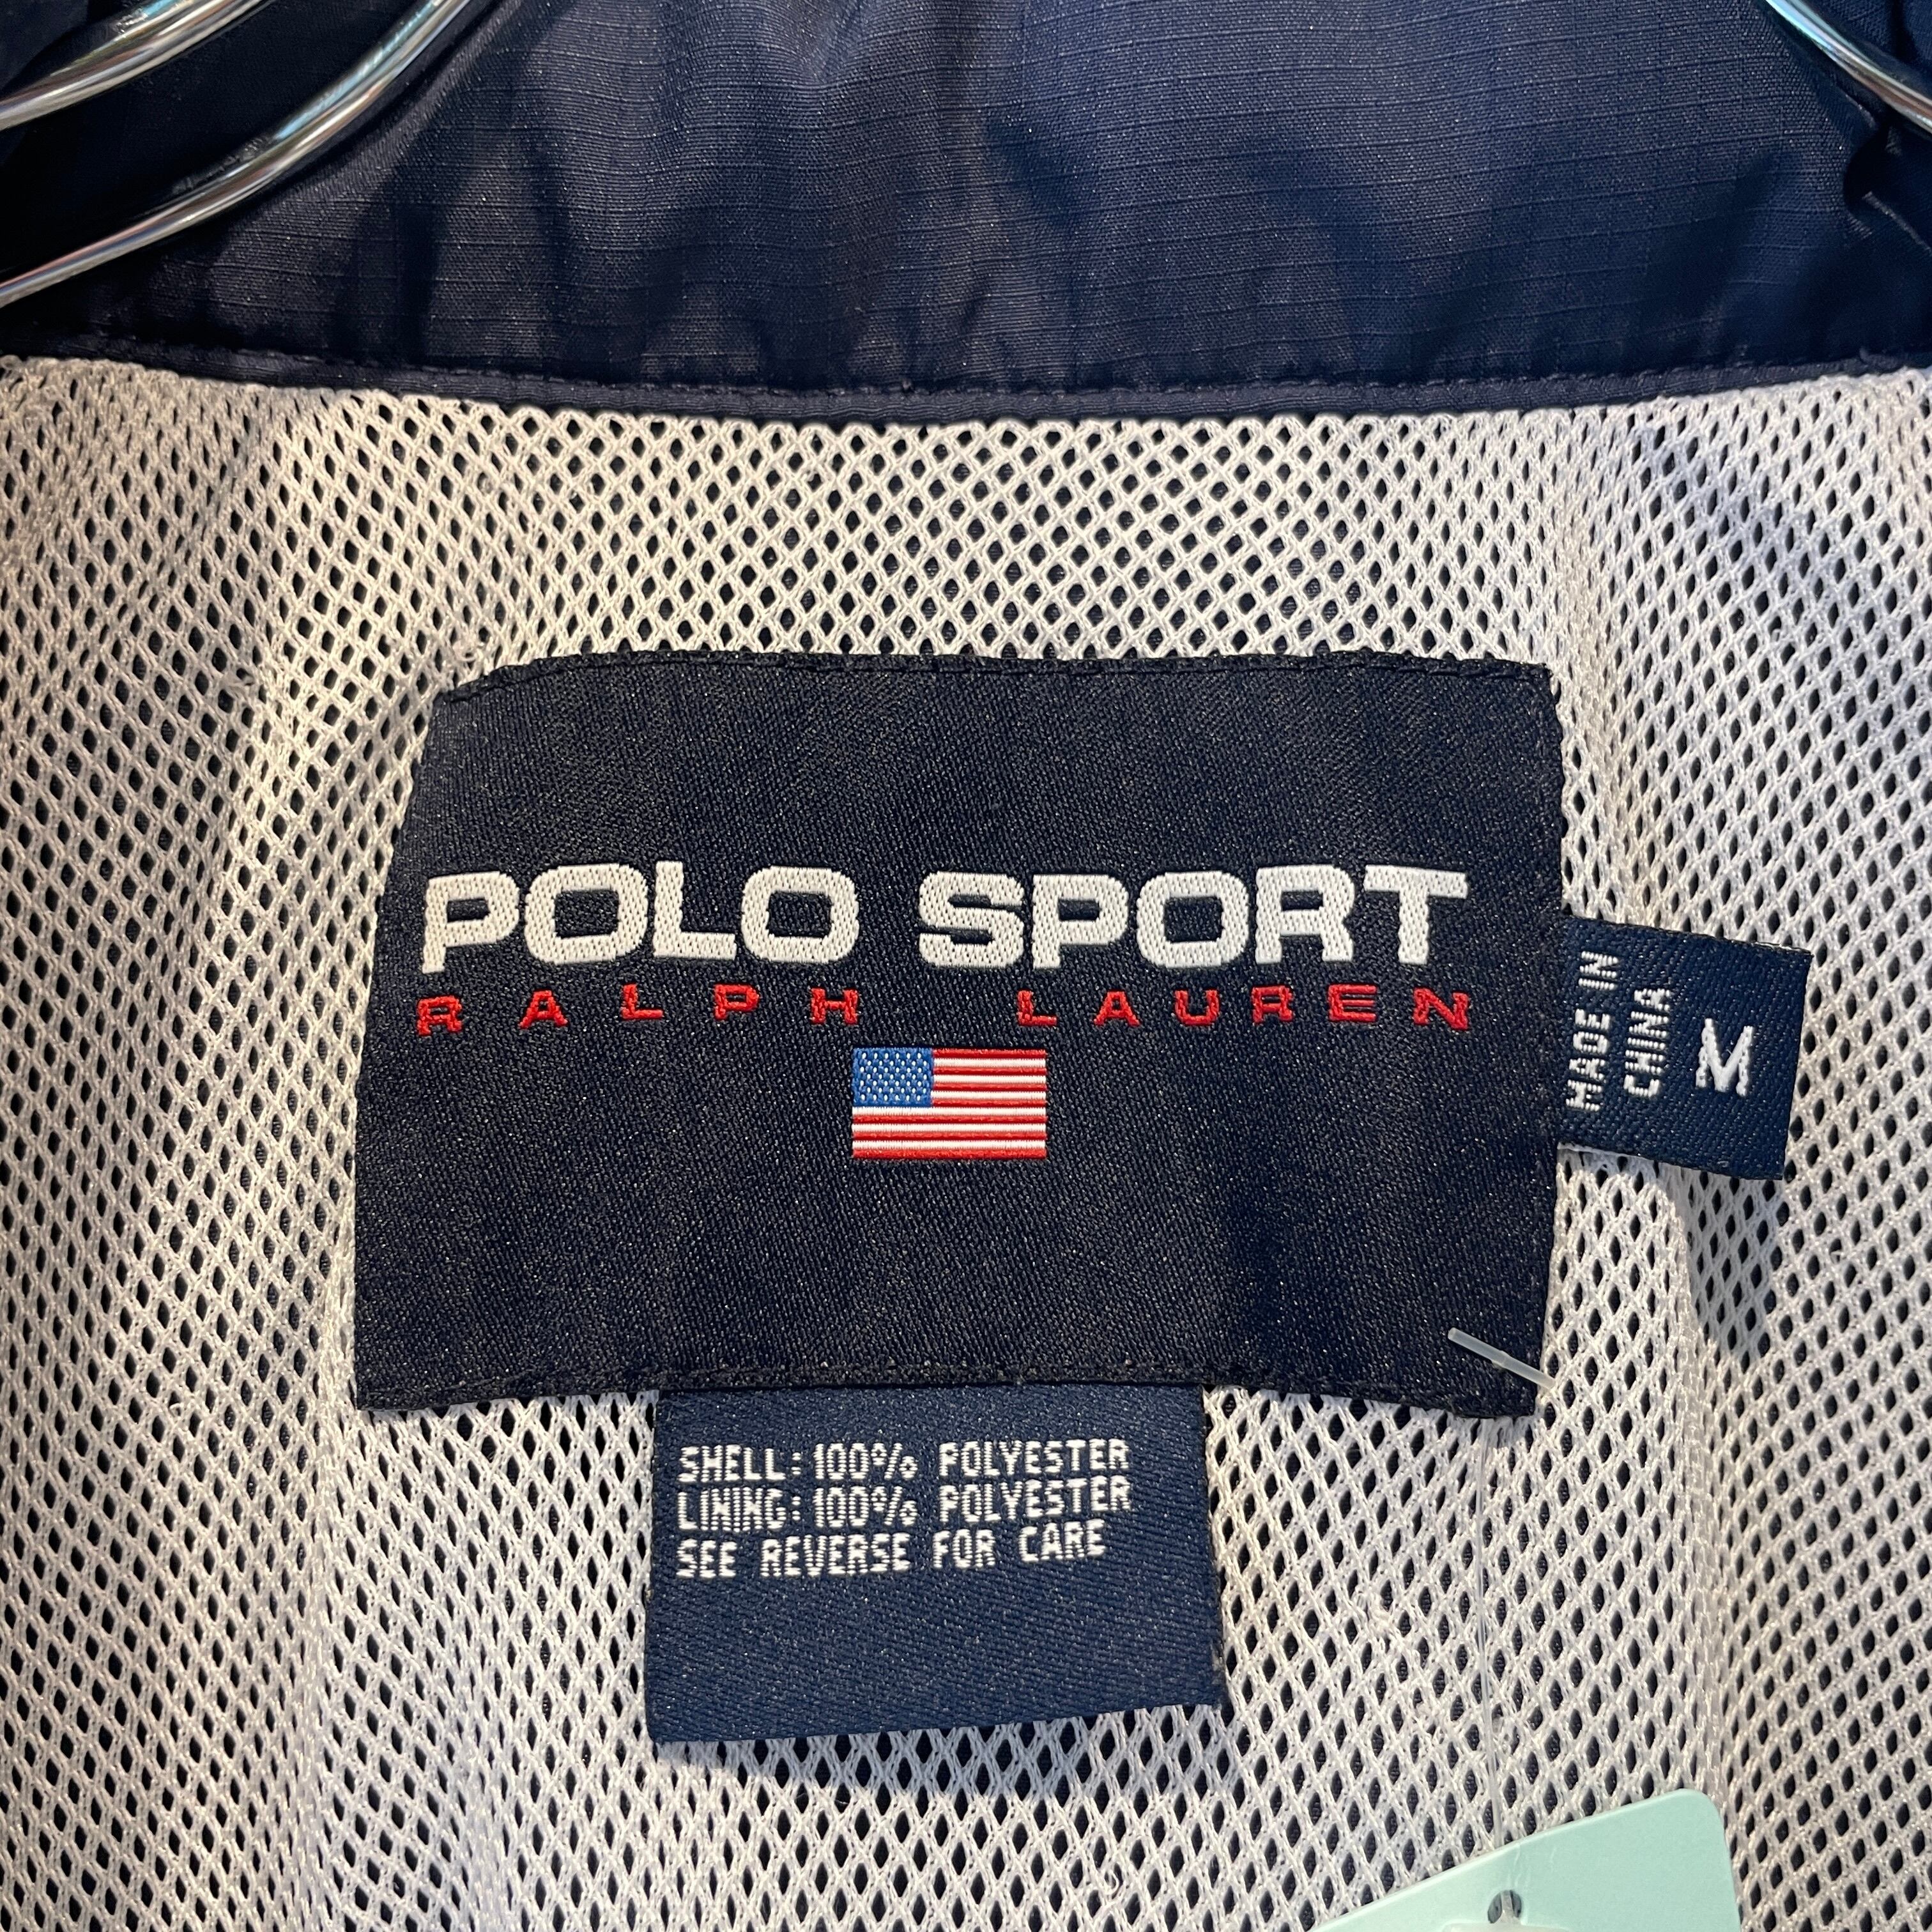 POLO SPORT
RALPH LAUREN
MADE IN
CHINA
M
SHELL: 100% POLYESTER
LINING: 100% POLYESTER
SEE REVERSE FOR CARE